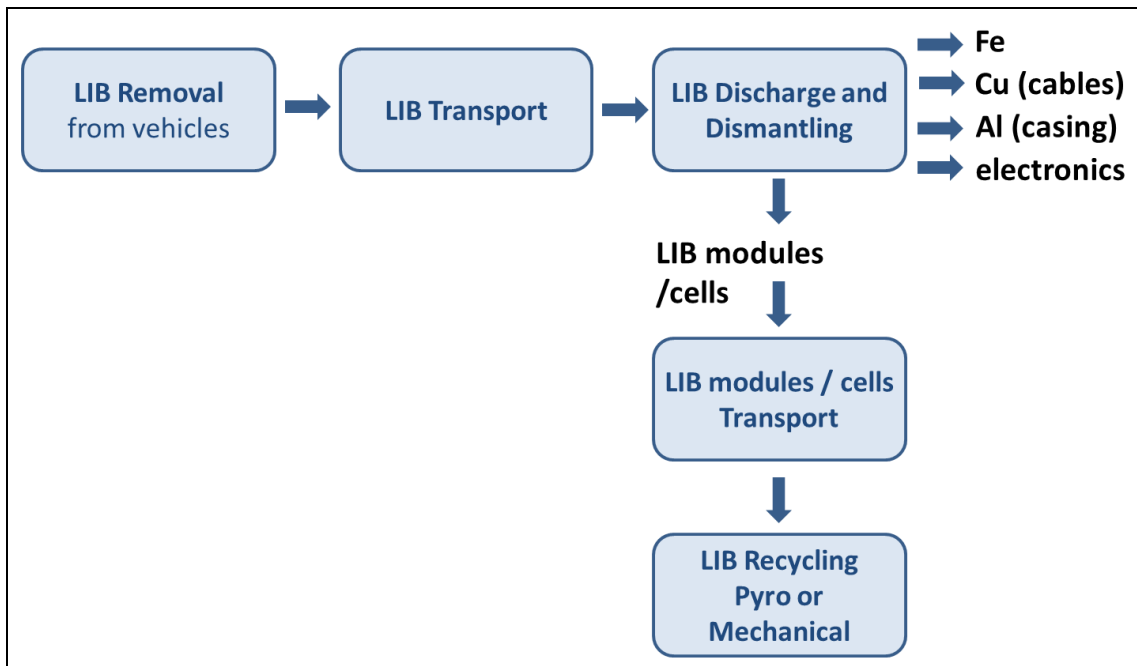 LIB Removal
from vehicles
LIB Transport
LIB Discharge and
Dismantling
Fe
Cu (cables)
Al (casing)
electronics
LIB modules
/cells
LIB modules / cells
Transport
LIB Recycling
Pyro or
Mechanical